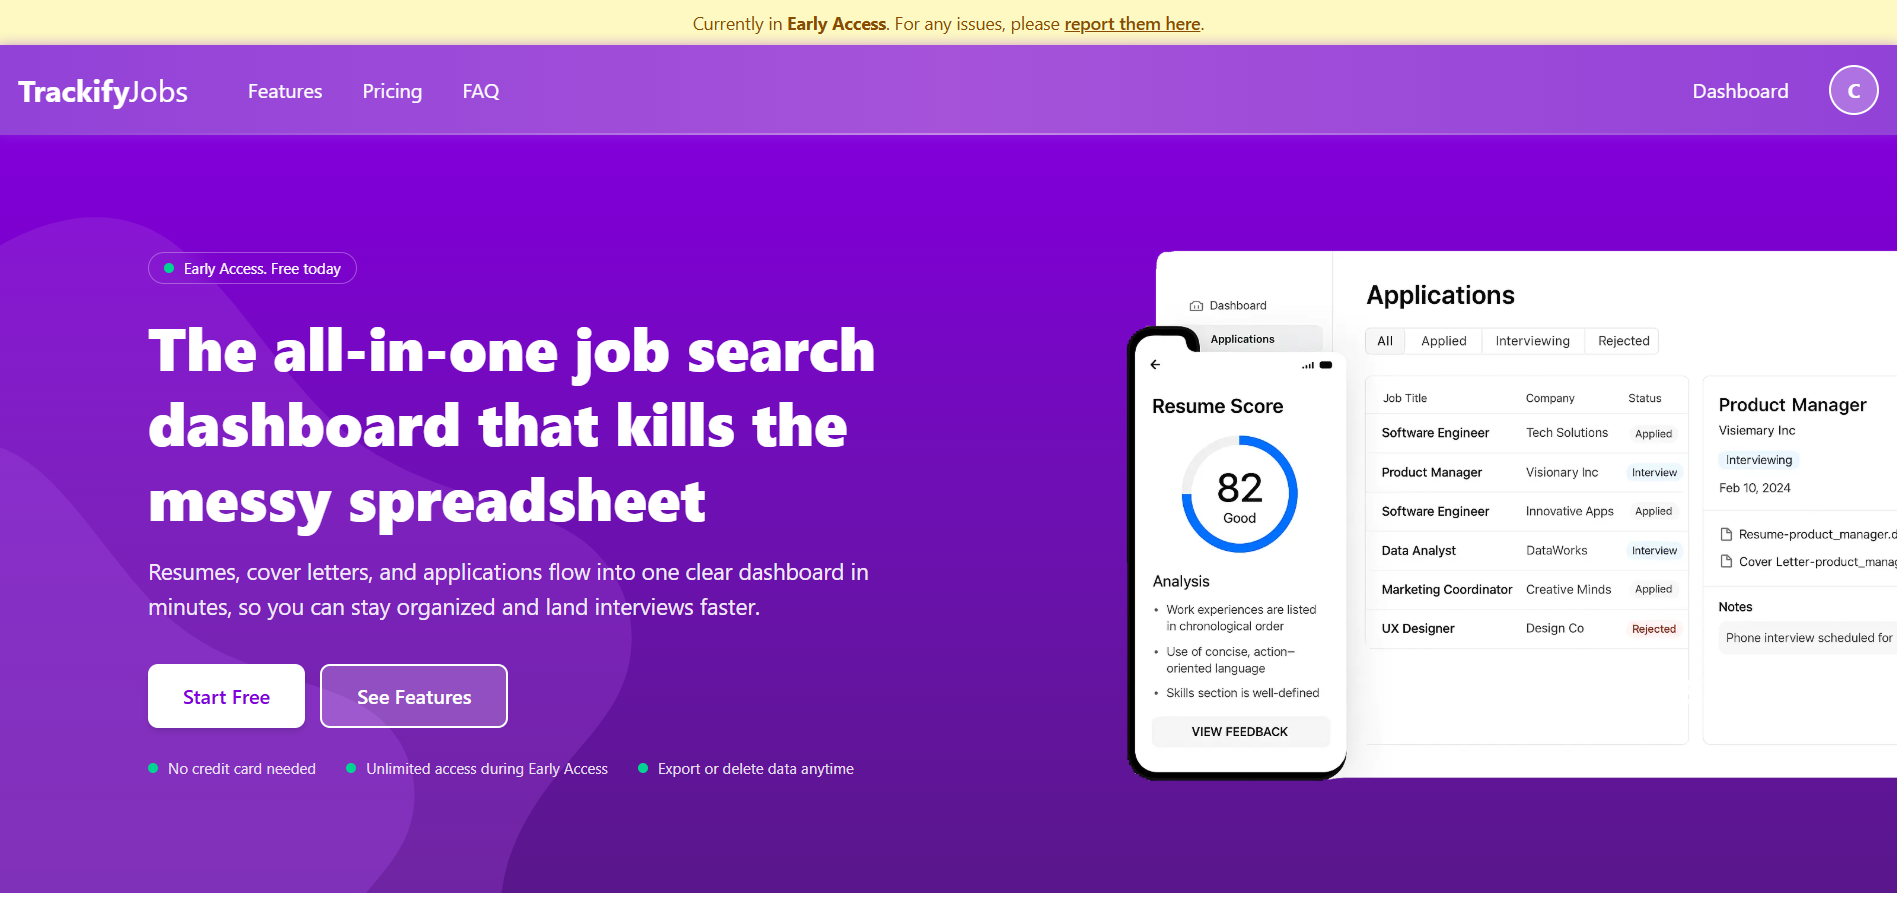 Currently in Early Access. For any issues, please report them here.
TrackifyJobs
Features
Pricing
FAQ
Dashboard
C
Early Access. Free today
The all-in-one job search
dashboard that kills the
messy spreadsheet
Resumes, cover letters, and applications flow into one clear dashboard in
minutes, so you can stay organized and land interviews faster.
Start Free
See Features
No credit card needed
Unlimited access during Early Access
Export or delete data anytime
Dashboard
Applications
Resume Score
82
Good
Analysis
• Work experiences are listed
in chronological order
• Use of concise, action–
oriented language
• Skills section is well-defined
VIEW FEEDBACK
Applications
All Applied Interviewing Rejected
Job Title Company Status
Software Engineer Tech Solutions Applied
Product Manager Visionary Inc Interview
Software Engineer Innovative Apps Applied
Data Analyst DataWorks Interview
Marketing Coordinator Creative Minds Applied
UX Designer Design Co Rejected
Product Manager
Visiemary Inc
Interviewing
Feb 10, 2024
Resume-product_manager.d
Cover Letter-product_manag
Notes
Phone interview scheduled for